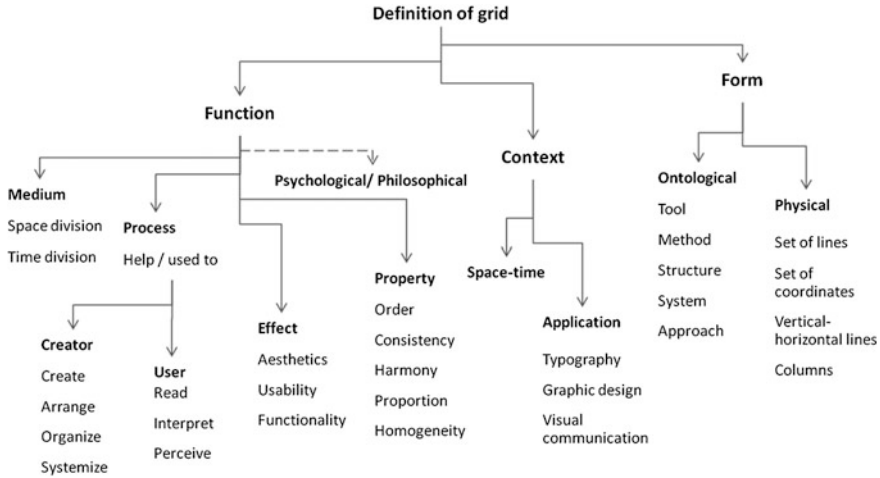 Definition of grid
Function
Context
Form
Medium
Space division
Time division
Process
Help / used to
Creator
Create
Arrange
Organize
Systemize
User
Read
Interpret
Perceive
Psychological/ Philosophical
Effect
Aesthetics
Usability
Functionality
Property
Order
Consistency
Harmony
Proportion
Homogeneity
Space-time
Application
Typography
Graphic design
Visual
communication
Ontological
Tool
Method
Structure
System
Approach
Physical
Set of lines
Set of
coordinates
Vertical-
horizontal lines
Columns